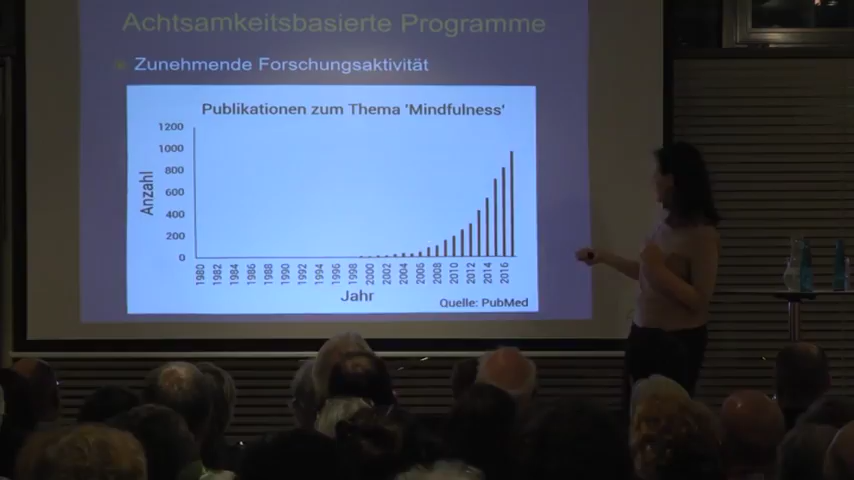 Achtsamkeitsbasierte Programme
Zunehmende Forschungsaktivität
Publikationen zum Thema 'Mindfulness'
Anzahl
1200
1000
800
600
400
200
0
1980 1982 1984 1986 1988 1990 1992 1994 1996 1998 2000 2002 2004 2006 2008 2010 2012 2014 2016
Jahr
Quelle: PubMed